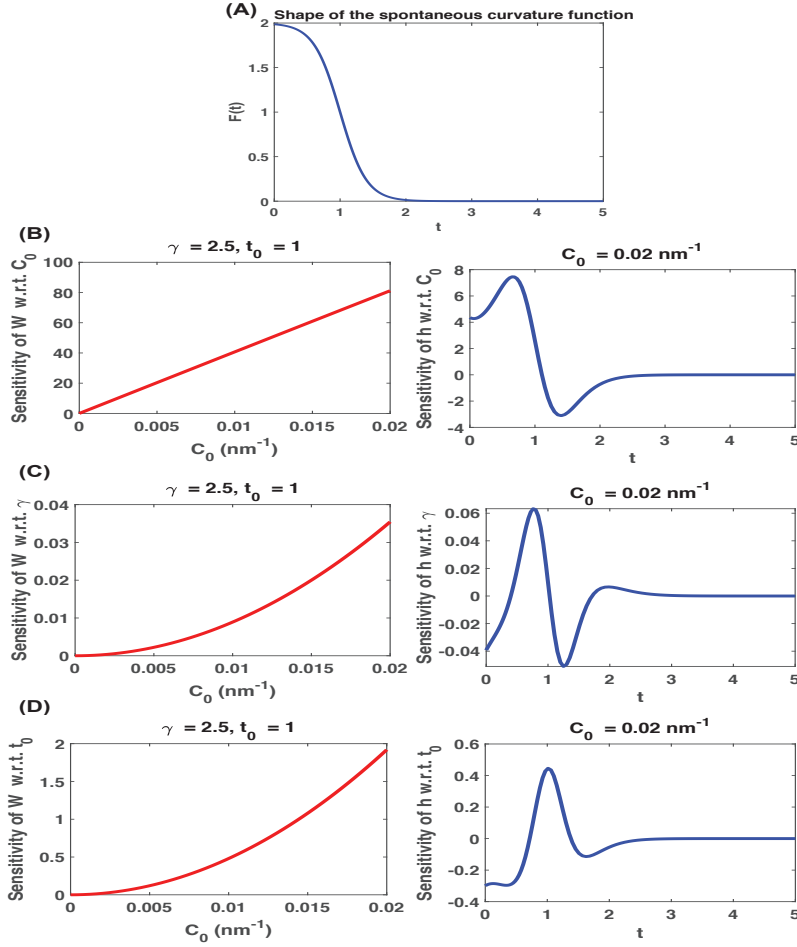 (A) Shape of the spontaneous curvature function
2
1.5
1
0.5
0
F(t)
0 1 2 3 4 5
t
(B)
γ = 2.5, t₀ = 1
100
80
60
40
20
0
Sensitivity of W w.r.t. C₀
0 0.005 0.01 0.015 0.02
C₀ (nm⁻¹)
C₀ = 0.02 nm⁻¹
8
6
4
2
0
-2
-4
Sensitivity of h w.r.t. C₀
0 1 2 3 4 5
t
(C)
γ = 2.5, t₀ = 1
0.04
0.03
0.02
0.01
0
Sensitivity of W w.r.t. γ
0 0.005 0.01 0.015 0.02
C₀ (nm⁻¹)
C₀ = 0.02 nm⁻¹
0.06
0.04
0.02
0
-0.02
-0.04
Sensitivity of h w.r.t. γ
0 1 2 3 4 5
t
(D)
γ = 2.5, t₀ = 1
2
1.5
1
0.5
0
Sensitivity of W w.r.t. t₀
0 0.005 0.01 0.015 0.02
C₀ (nm⁻¹)
C₀ = 0.02 nm⁻¹
0.6
0.4
0.2
0
-0.2
-0.4
Sensitivity of h w.r.t. t₀
0 1 2 3 4 5
t